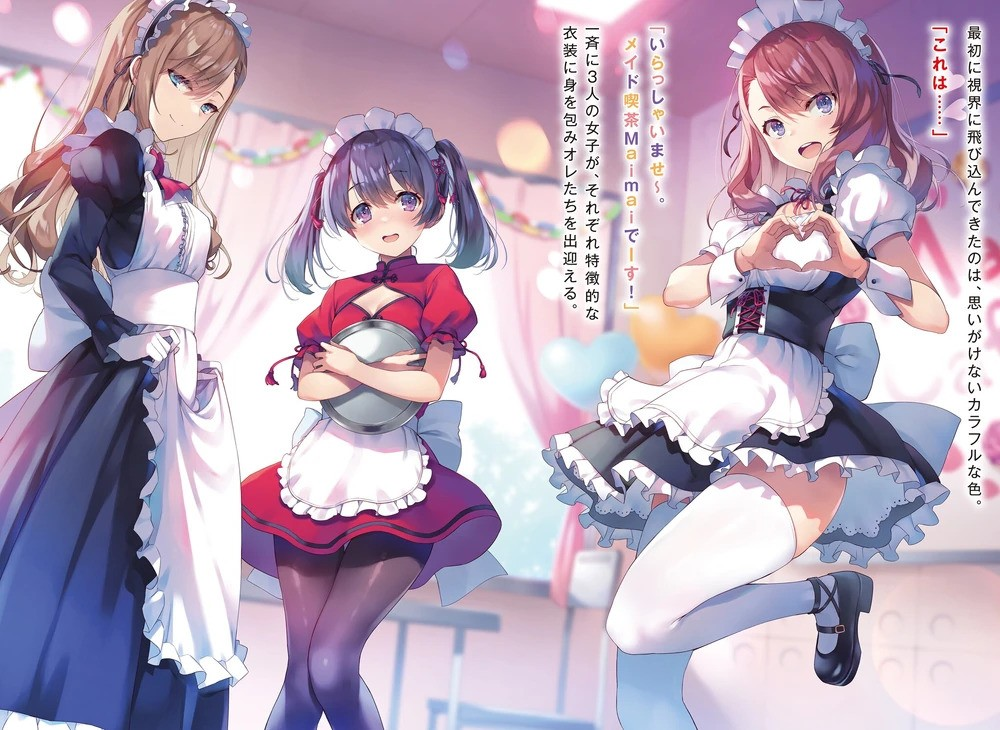 最初に視界に飛び込んできたのは、思いがけないカラフルな色。
「これは……」
『いらっしゃいませ～。
メイド喫茶Ｍａｉｍａｉでーす！』
一斉に３人の女子が、それぞれ特徴的な
衣装に身を包みオレたちを出迎える。